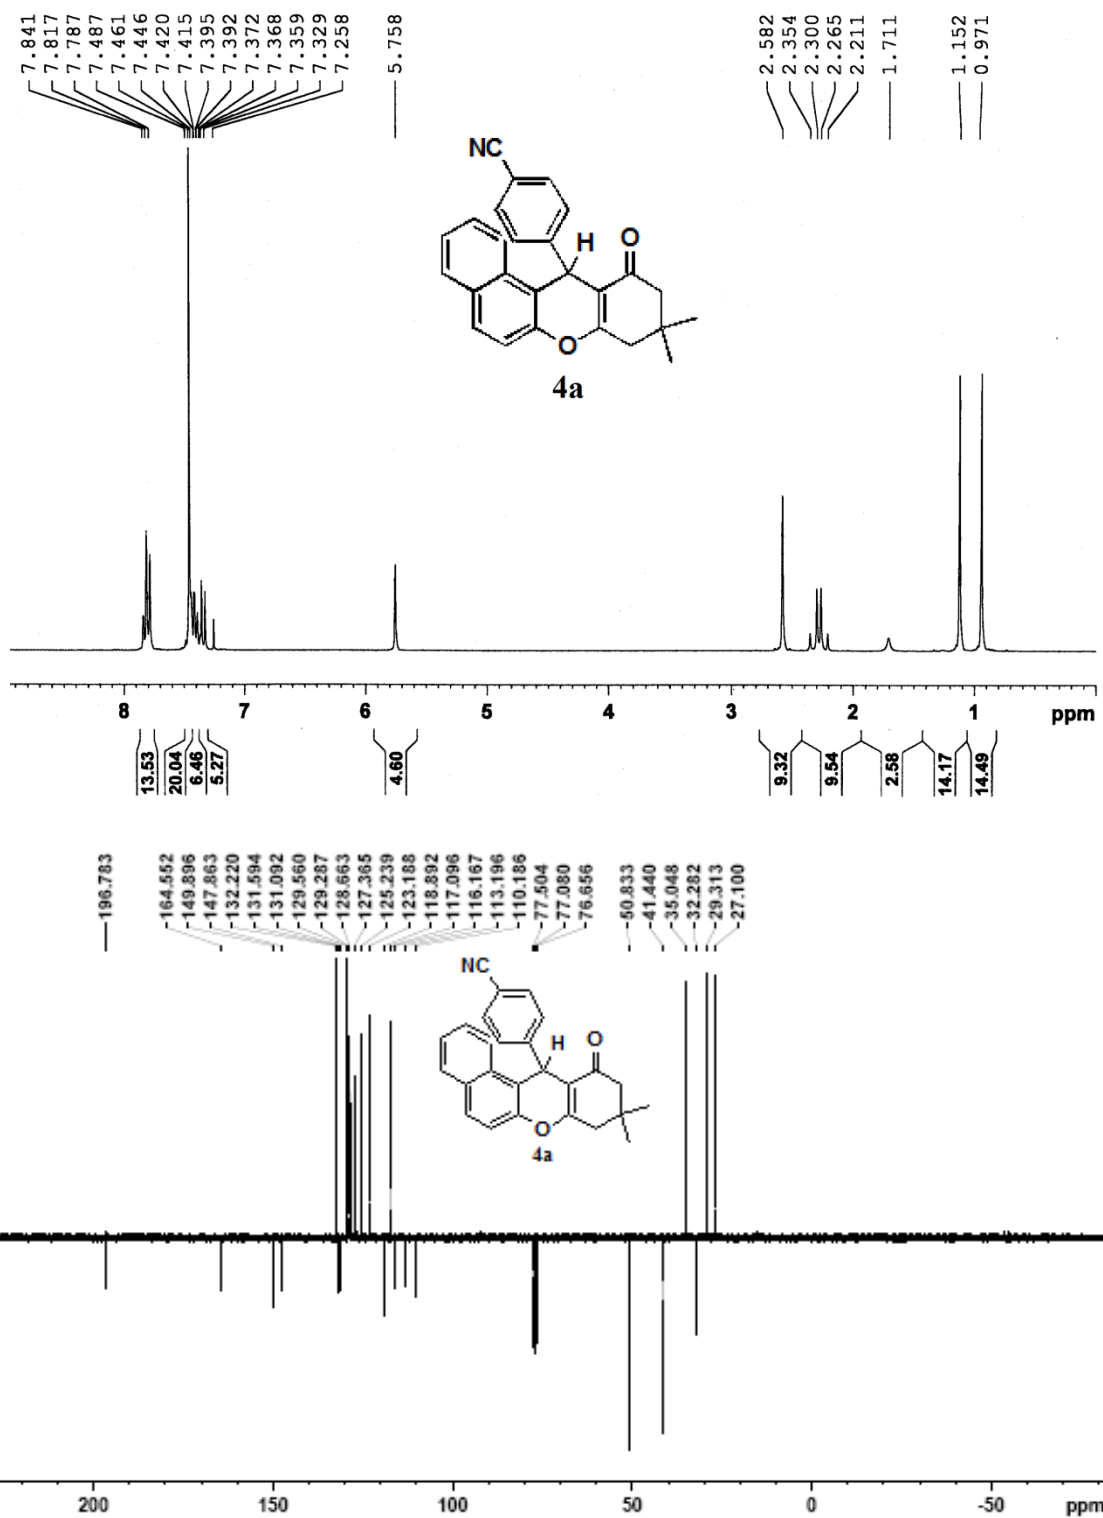 7.841 7.817 7.787 7.487 7.461 7.446 7.420 7.415 7.395 7.392 7.372 7.368 7.359 7.329 7.258 5.758 2.582 2.354 2.300 2.265 2.211 1.711 1.152 0.971
NC
H O
O
4a
8 7 6 5 4 3 2 1 ppm
13.53 20.04 6.46 5.27 4.60 9.32 9.54 2.58 14.17 14.49
196.783 164.552 149.896 147.863 132.220 131.594 131.092 129.560 129.287 128.663 127.365 125.239 123.188 118.892 117.096 116.167 113.196 110.186 77.504 77.080 76.656 50.833 41.440 35.048 32.282 29.313 27.100
NC
H O
O
4a
200 150 100 50 0 -50 ppm